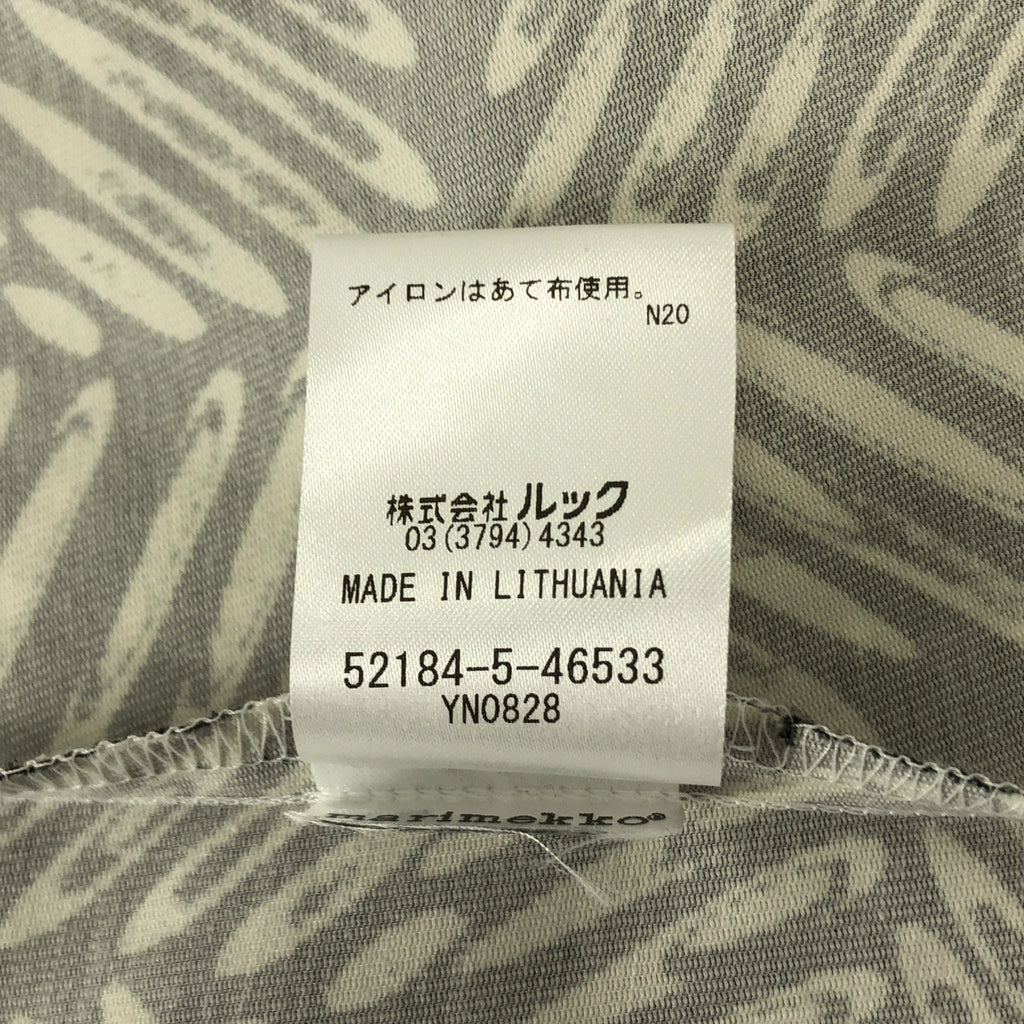 アイロンはあて布使用。
N20
株式会社 ルック
03(3794)4343
MADE IN LITHUANIA
52184-5-46533
YN0828
marimekko®